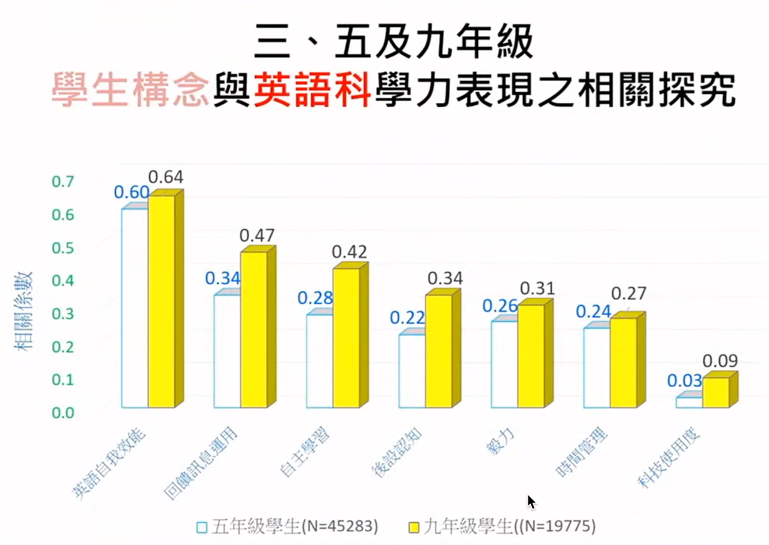 三、五及九年級
學生構念與英語科學力表現之相關探究
相關係數
0.7
0.6
0.5
0.4
0.3
0.2
0.1
0.0
0.60 0.64
0.34 0.47
0.28 0.42
0.22 0.34
0.26 0.31
0.24 0.27
0.03 0.09
英語自我效能
回饋訊息運用
自主學習
後設認知
毅力
時間管理
科技使用度
五年級學生(N=45283) 九年級學生((N=19775)